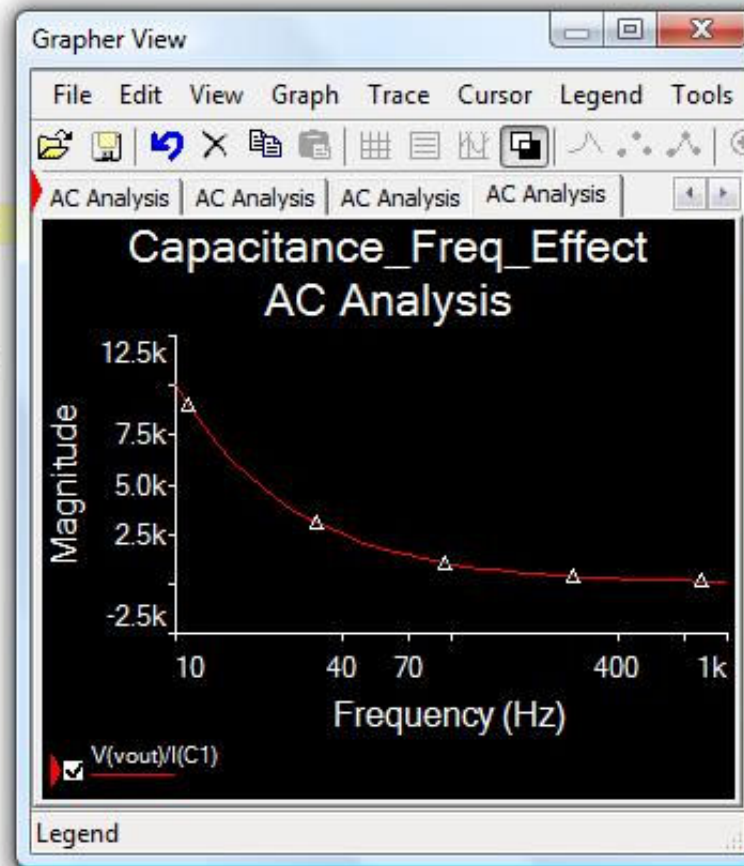 Grapher View
File Edit View Graph Trace Cursor Legend Tools
AC Analysis AC Analysis AC Analysis AC Analysis
Capacitance_Freq_Effect
AC Analysis
12.5k
7.5k
5.0k
2.5k
-2.5k
Magnitude
10 40 70 400 1k
Frequency (Hz)
V(vout)/I(C1)
Legend